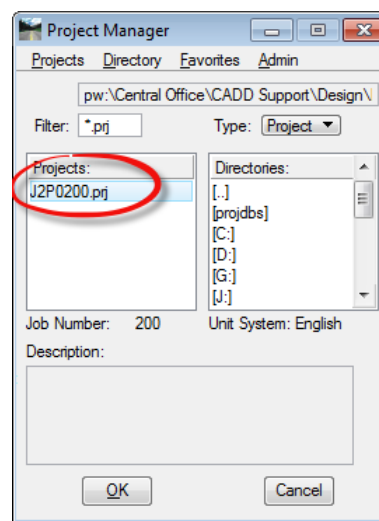 Project Manager
Projects Directory Favorites Admin
pw:\Central Office\CADD Support\Design\
Filter: *.prj Type: Project
Projects: Directories:
J2P0200.prj [..]
[projdbs]
[C:]
[D:]
[G:]
[J:]
Job Number: 200 Unit System: English
Description:
OK Cancel